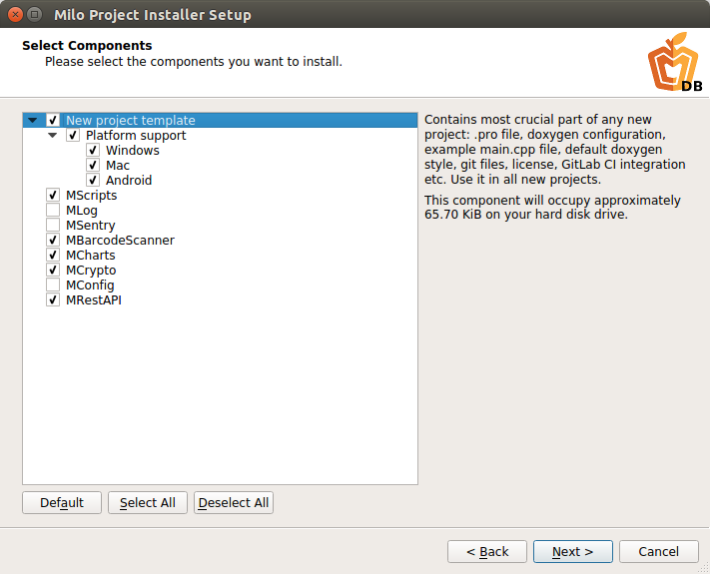 Milo Project Installer Setup
Select Components
Please select the components you want to install.
DB
New project template
Platform support
Windows
Mac
Android
MScripts
MLog
MSentry
MBarcodeScanner
MCharts
MCrypto
MConfig
MRestAPI
Contains most crucial part of any new
project: .pro file, doxygen configuration,
example main.cpp file, default doxygen
style, git files, license, GitLab CI integration
etc. Use it in all new projects.
This component will occupy approximately
65.70 KiB on your hard disk drive.
Default
Select All
Deselect All
< Back
Next >
Cancel